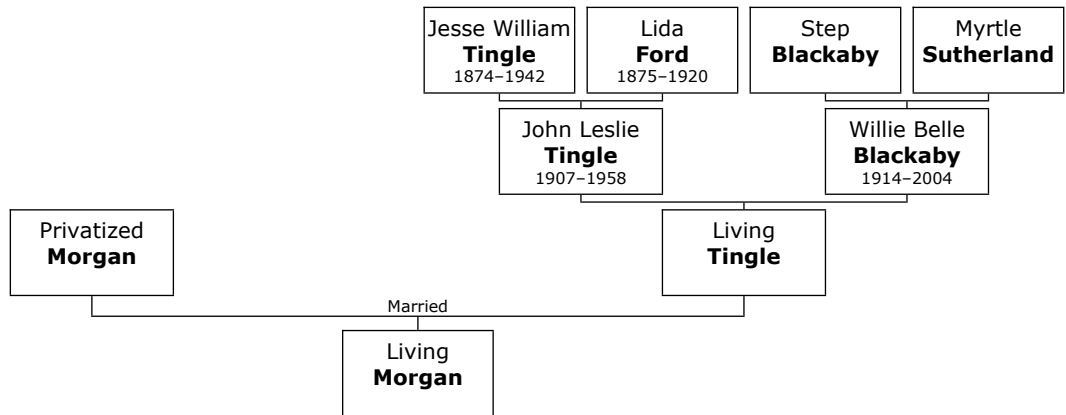 Jesse William
Tingle
1874–1942
Lida
Ford
1875–1920
Step
Blackaby
Myrtle
Sutherland
John Leslie
Tingle
1907–1958
Willie Belle
Blackaby
1914–2004
Privatized
Morgan
Living
Tingle
Married
Living
Morgan